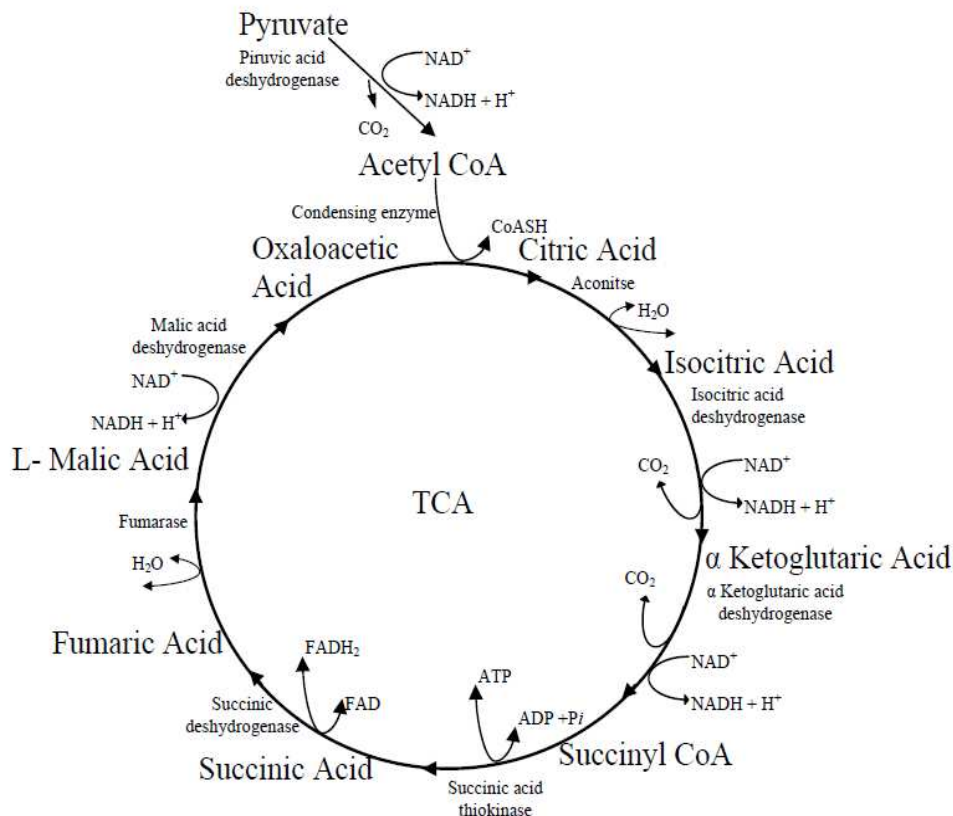 Pyruvate
Piruvic acid
deshydrogenase
NAD⁺
NADH + H⁺
CO₂
Acetyl CoA
Condensing enzyme
CoASH
Oxaloacetic
Acid
Citric Acid
Aconitse
H₂O
Isocitric Acid
Isocitric acid
deshydrogenase
CO₂
NAD⁺
NADH + H⁺
α Ketoglutaric Acid
α Ketoglutaric acid
deshydrogenase
CO₂
NAD⁺
NADH + H⁺
Succinyl CoA
ATP
ADP +Pi
Succinic acid
thiokinase
Succinic Acid
FADH₂
FAD
Succinic
deshydrogenase
Fumaric Acid
H₂O
Fumarase
L- Malic Acid
NAD⁺
NADH + H⁺
Malic acid
deshydrogenase
TCA